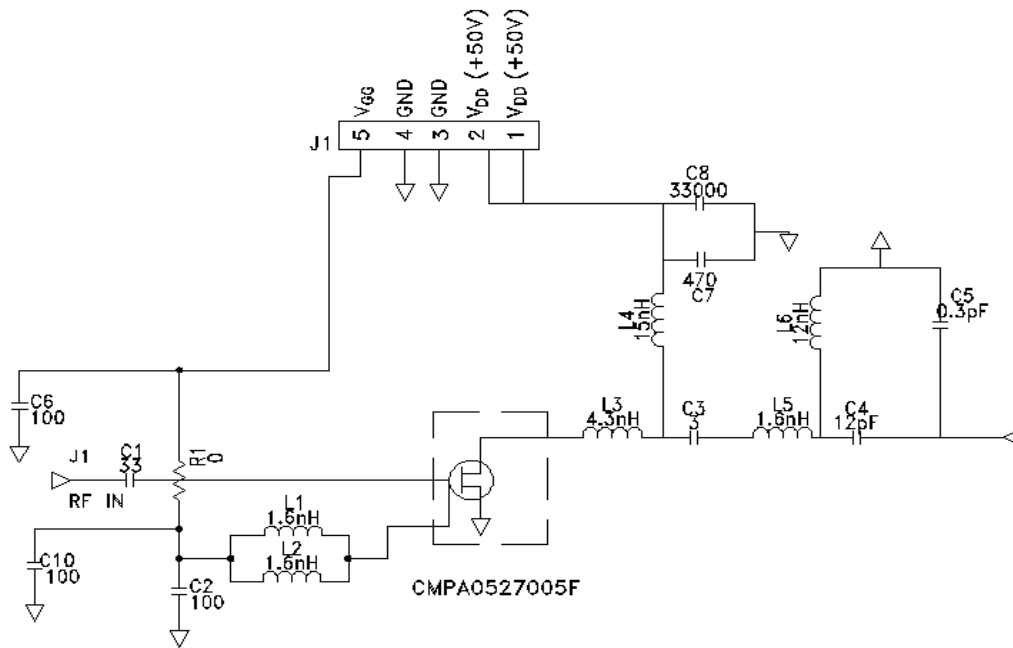 VGG
GND
GND
VDD (+50V)
VDD (+50V)
5
4
3
2
1
J1
C8
33000
470
C7
L4
15nH
L6
12nH
C5
0.3pF
C6
100
L3
4.3nH
C3
3
L5
1.6nH
C4
12pF
J1
C1
33
R1
0
RF IN
L1
1.6nH
L2
1.6nH
C10
100
C2
100
CMPA0527005F